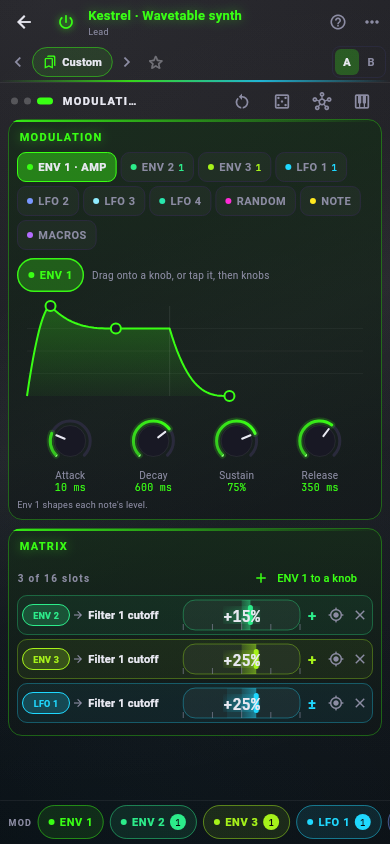 Kestrel · Wavetable synth
Lead
Custom
A B
MODULATI…
MODULATION
ENV 1 · AMP ENV 2 1 ENV 3 1 LFO 1 1
LFO 2 LFO 3 LFO 4 RANDOM NOTE
MACROS
ENV 1 Drag onto a knob, or tap it, then knobs
Attack Decay Sustain Release
10 ms 600 ms 75% 350 ms
Env 1 shapes each note's level.
MATRIX
3 of 16 slots + ENV 1 to a knob
ENV 2 → Filter 1 cutoff +15% +
ENV 3 → Filter 1 cutoff +25% +
LFO 1 → Filter 1 cutoff +25% ±
MOD ENV 1 ENV 2 1 ENV 3 1 LFO 1 1